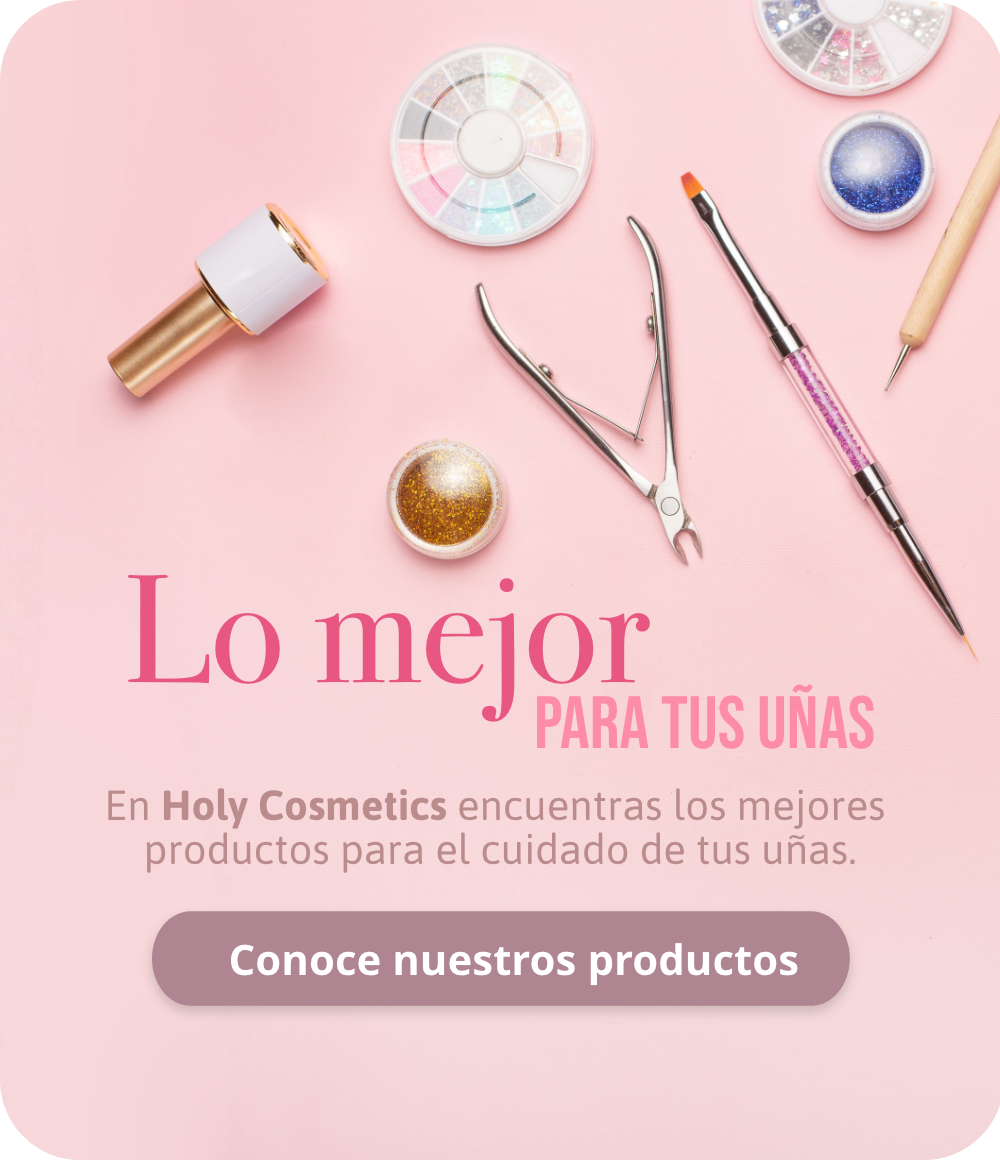 Lo mejor
PARA TUS UÑAS
En Holy Cosmetics encuentras los mejores
productos para el cuidado de tus uñas.
Conoce nuestros productos